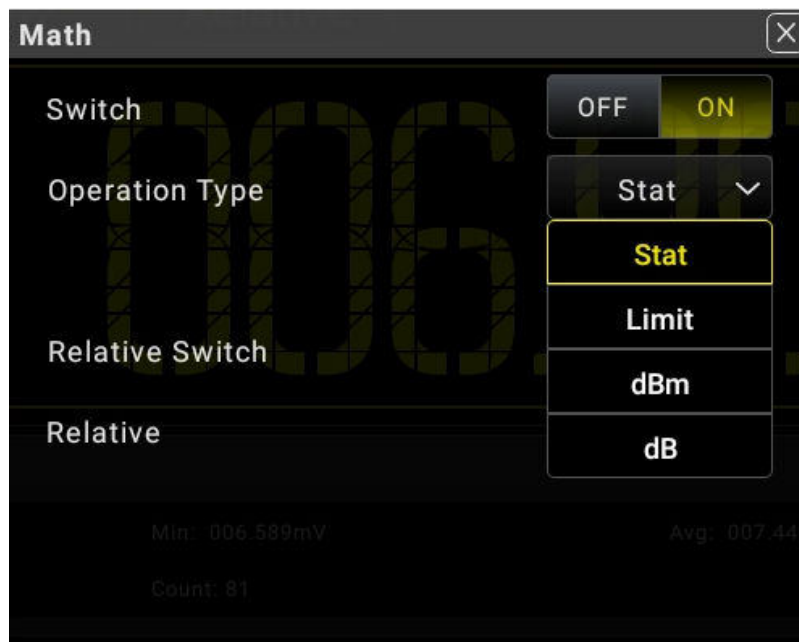 Math
Switch
OFF ON
Operation Type
Stat
Stat
Limit
Relative Switch
dBm
Relative
dB
Min: 006.589mV
Avg: 007.44
Count: 81